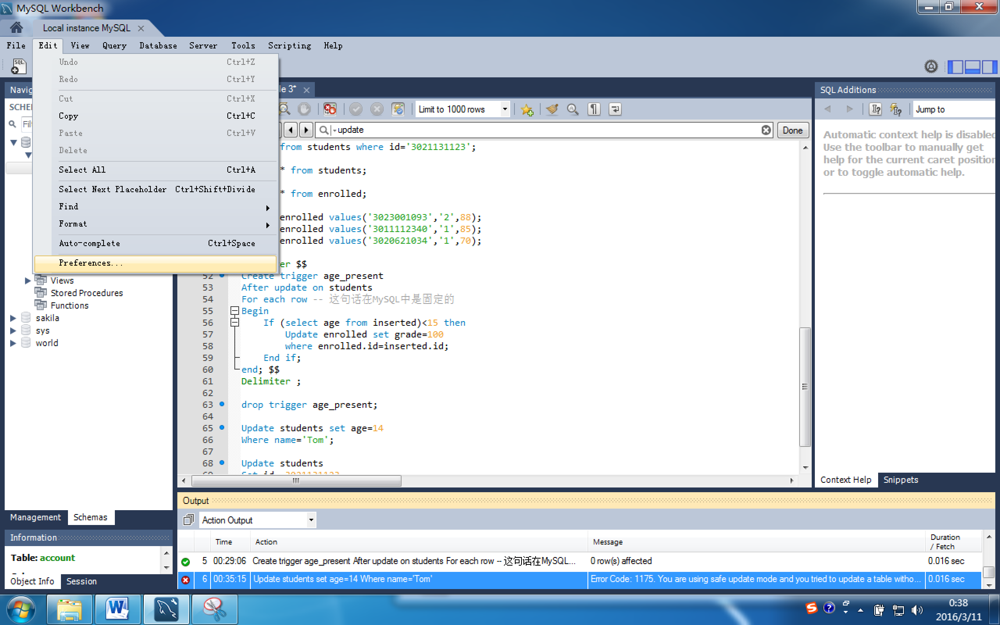 MySQL Workbench
Local instance MySQL
File Edit View Query Database Server Tools Scripting Help
Undo Ctrl+Z
Redo Ctrl+Y
Cut Ctrl+X
Copy Ctrl+C
Paste Ctrl+V
Delete
Select All Ctrl+A
Select Next Placeholder Ctrl+Shift+Divide
Find
Format
Auto-complete Ctrl+Space
Preferences...
SQL
Navig
SCHEM
Filt
Views
Stored Procedures
Functions
sakila
sys
world
Management Schemas
Information
Table: account
Object Info Session
le 3*
Limit to 1000 rows
update
Done
from students where id='3021131123';
* from students;
* from enrolled;
enrolled values('3023001093','2',88);
enrolled values('3011112340','1',85);
enrolled values('3020621034','1',70);
er $$
52 Create trigger age_present
53 After update on students
54 For each row -- 这句话在MySQL中是固定的
55 Begin
56 If (select age from inserted)<15 then
57 Update enrolled set grade=100
58 where enrolled.id=inserted.id;
59 End if;
60 end; $$
61 Delimiter ;
62
63 drop trigger age_present;
64
65 Update students set age=14
66 Where name='Tom';
67
68 Update students
SQL Additions
Jump to
Automatic context help is disabled
Use the toolbar to manually get
help for the current caret position
or to toggle automatic help.
Context Help Snippets
Output
Action Output
Time Action Message Duration / Fetch
5 00:29:06 Create trigger age_present After update on students For each row -- 这句话在MySQL... 0 row(s) affected 0.016 sec
6 00:35:15 Update students set age=14 Where name='Tom' Error Code: 1175. You are using safe update mode and you tried to update a table witho... 0.016 sec
0:38
2016/3/11